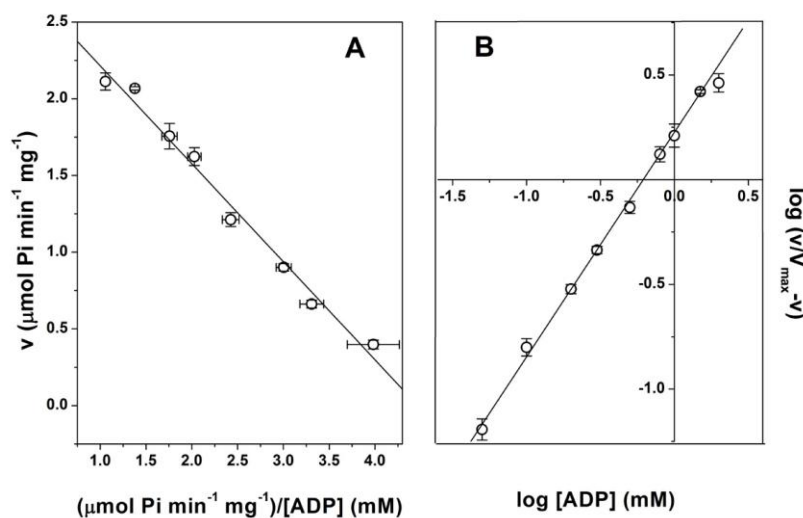 A
B
2.5
2.0
1.5
1.0
0.5
0.0
v (μmol Pi min⁻¹ mg⁻¹)
1.0 1.5 2.0 2.5 3.0 3.5 4.0
(μmol Pi min⁻¹ mg⁻¹)/[ADP] (mM)
0.5
-1.5 -1.0 -0.5 0.0 0.5
-0.5
-1.0
log (v/Vmax-v)
log [ADP] (mM)